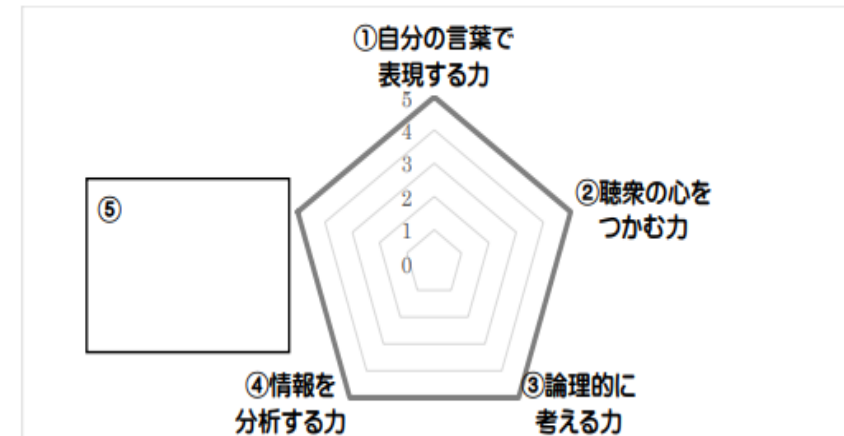 ①自分の言葉で
表現する力
5
4
3
2
1
0
②聴衆の心を
つかむ力
⑤
④情報を
分析する力
③論理的に
考える力